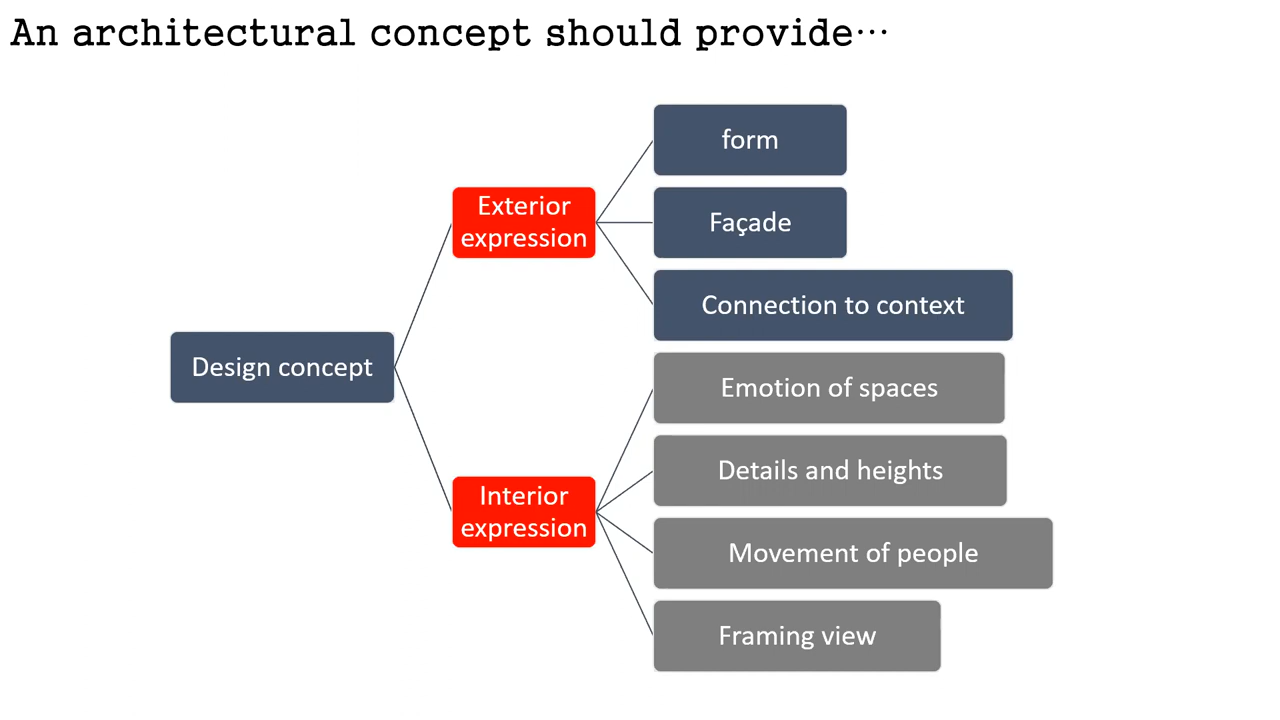 An architectural concept should provide…
form
Exterior
expression
Façade
Connection to context
Design concept
Emotion of spaces
Details and heights
Interior
expression
Movement of people
Framing view